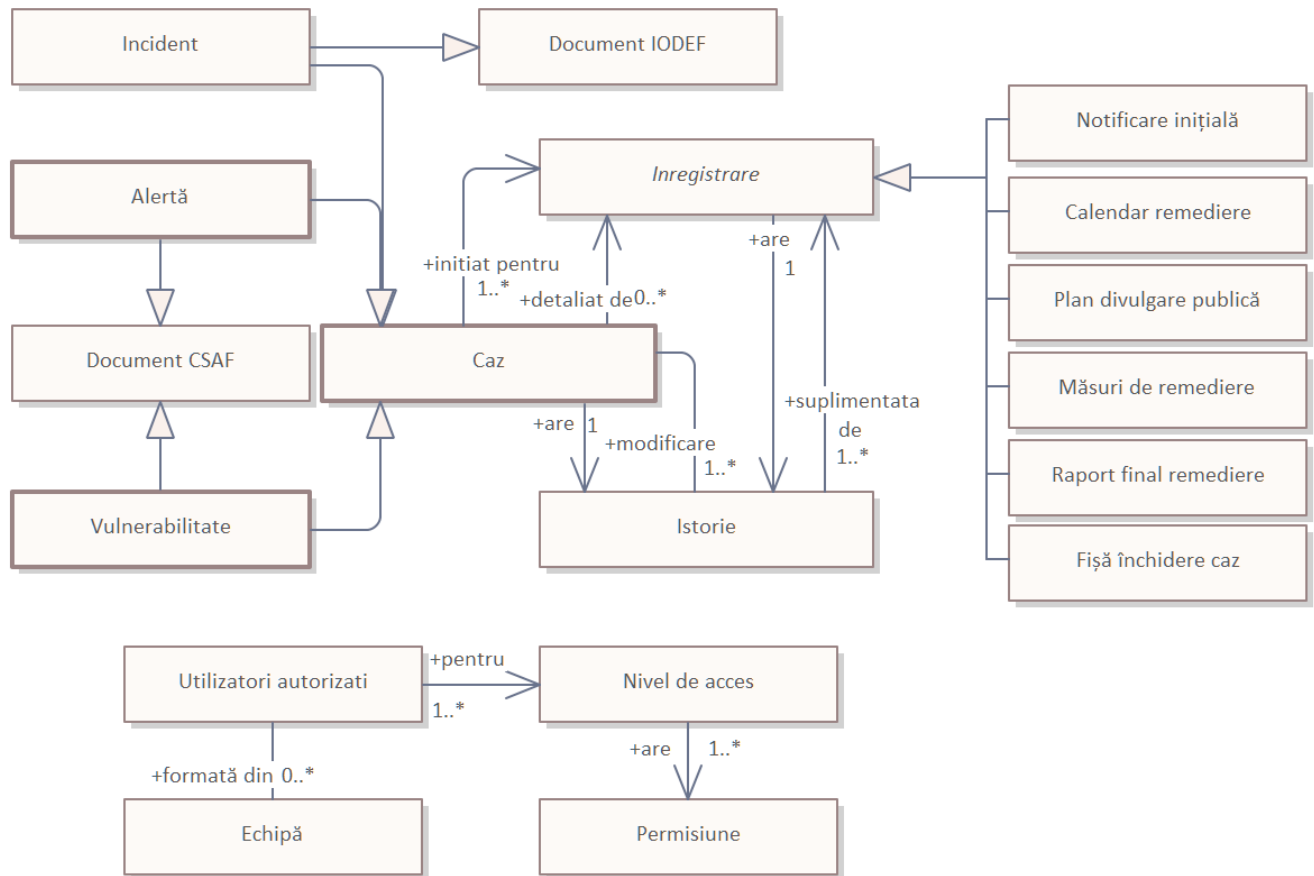 Incident
Document IODEF
Notificare inițială
Alertă
Inregistrare
Calendar remediere
+are
1
+initiat pentru
1..*
+detaliat de 0..*
Plan divulgare publică
Document CSAF
Caz
Măsuri de remediere
+are 1
+modificare
1..*
+suplimentata
de
1..*
Raport final remediere
Vulnerabilitate
Istorie
Fișă închidere caz
Utilizatori autorizati
+pentru
1..*
Nivel de acces
+formată din 0..*
+are 1..*
Echipă
Permisiune